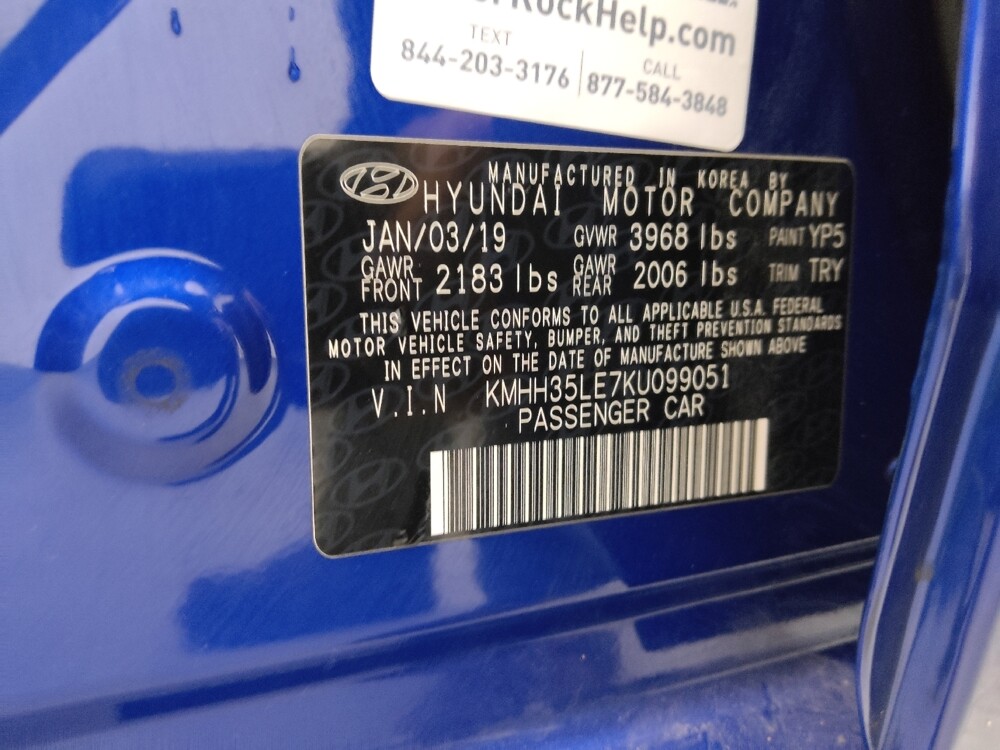 RockHelp.com
TEXT CALL
844-203-3176 877-584-3848
MANUFACTURED IN KOREA BY
HYUNDAI MOTOR COMPANY
JAN/03/19 GVWR 3968 lbs PAINT YP5
GAWR FRONT 2183 lbs GAWR REAR 2006 lbs TRIM TRY
THIS VEHICLE CONFORMS TO ALL APPLICABLE U.S.A. FEDERAL
MOTOR VEHICLE SAFETY, BUMPER, AND THEFT PREVENTION STANDARDS
IN EFFECT ON THE DATE OF MANUFACTURE SHOWN ABOVE
V.I.N KMHH35LE7KU099051
PASSENGER CAR